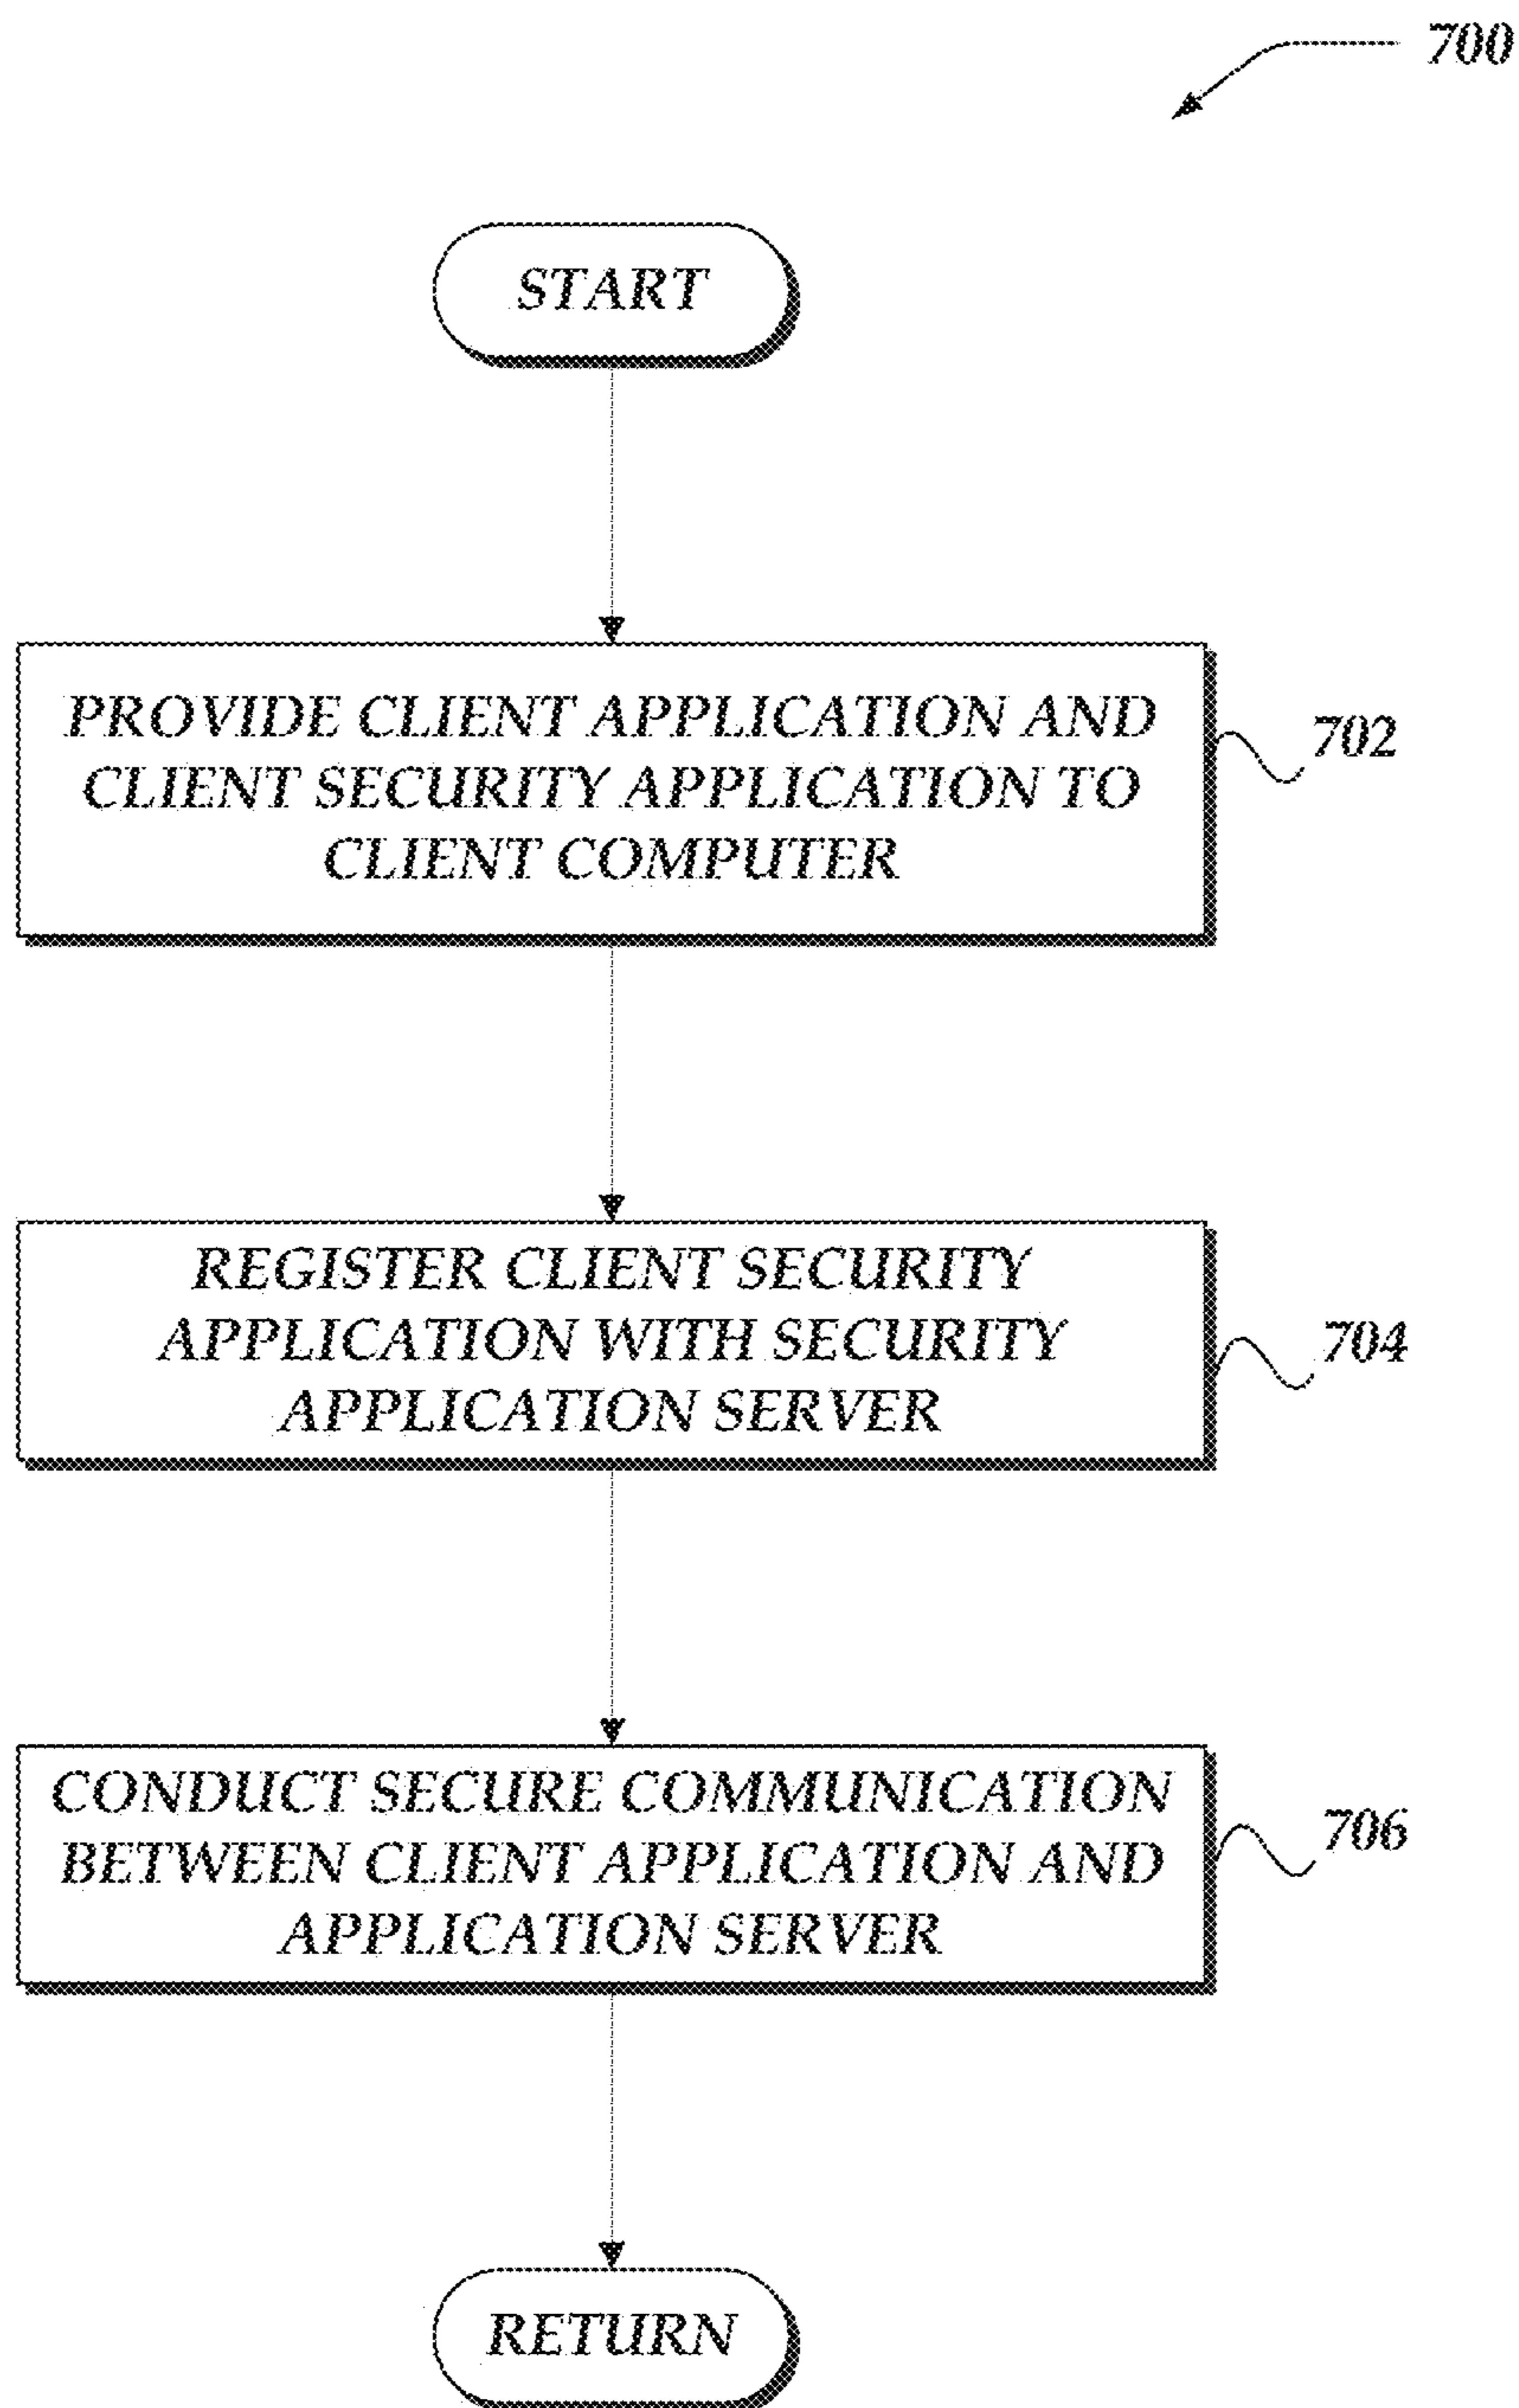 700
START
PROVIDE CLIENT APPLICATION AND
CLIENT SECURITY APPLICATION TO
CLIENT COMPUTER
702
REGISTER CLIENT SECURITY
APPLICATION WITH SECURITY
APPLICATION SERVER
704
CONDUCT SECURE COMMUNICATION
BETWEEN CLIENT APPLICATION AND
APPLICATION SERVER
706
RETURN